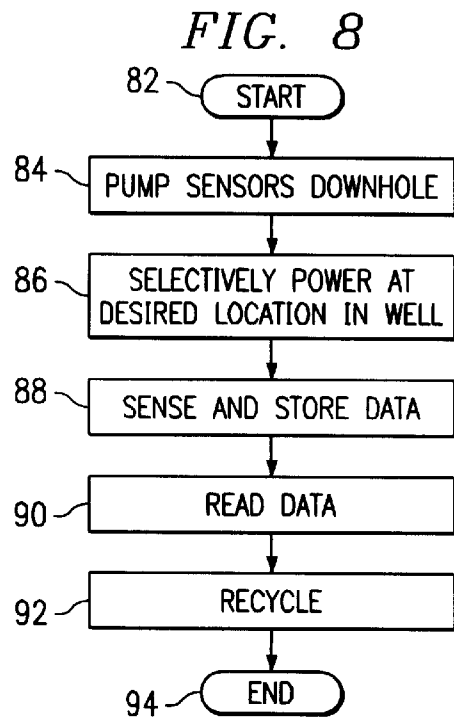 FIG. 8
82
START
84
PUMP SENSORS DOWNHOLE
86
SELECTIVELY POWER AT
DESIRED LOCATION IN WELL
88
SENSE AND STORE DATA
90
READ DATA
92
RECYCLE
94
END